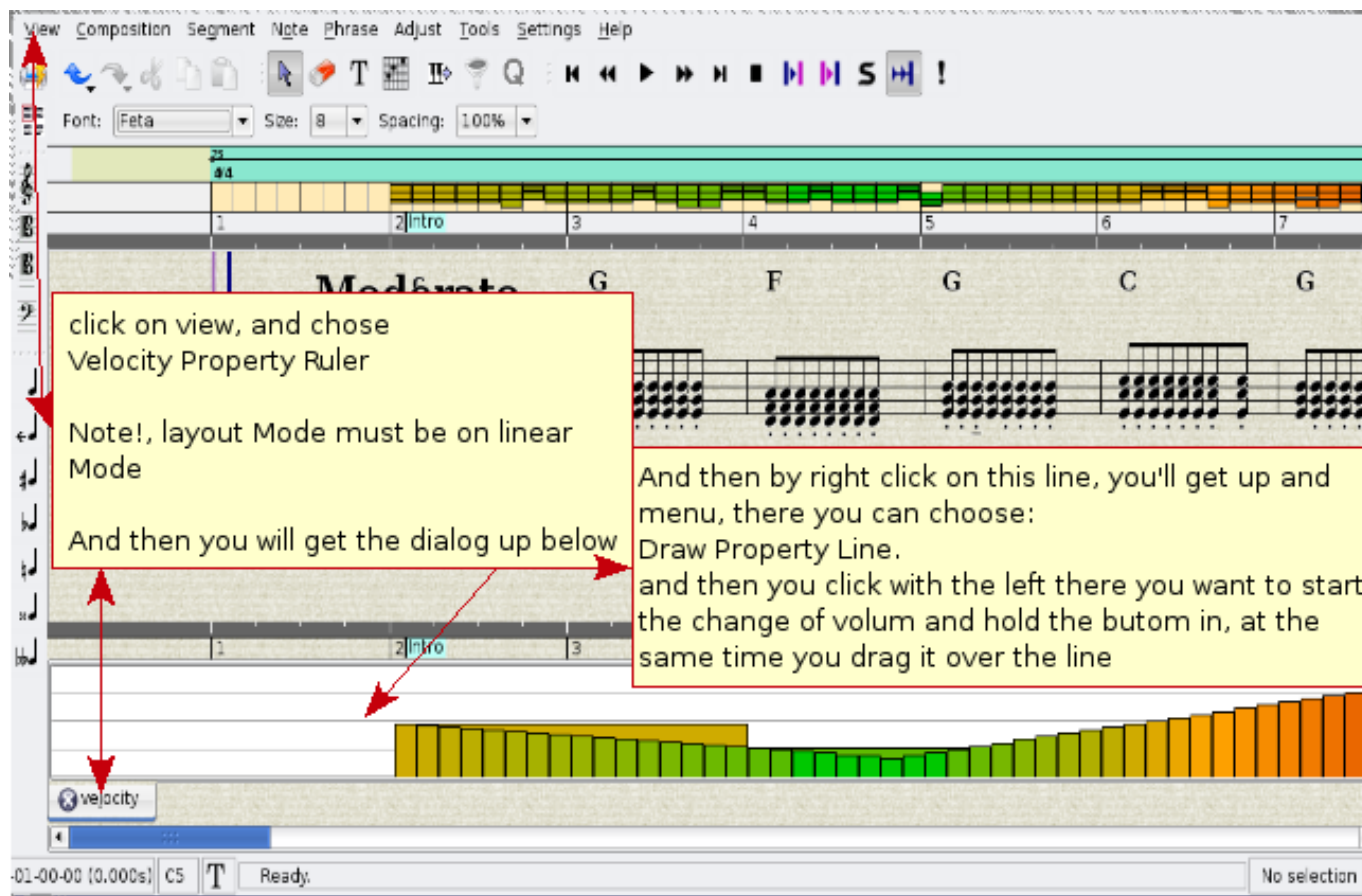 View Composition Segment Note Phrase Adjust Tools Settings Help
T Q S !
Font: Feta Size: 8 Spacing: 100%
75
4/4
1 2 Intro 3 4 5 6 7
Moderato G F G C G
click on view, and chose
Velocity Property Ruler
Note!, layout Mode must be on linear
Mode
And then you will get the dialog up below
And then by right click on this line, you'll get up and
menu, there you can choose:
Draw Property Line.
and then you click with the left there you want to start
the change of volum and hold the butom in, at the
same time you drag it over the line
1 2 Intro 3
velocity
-01-00-00 (0.000s) C5 T Ready. No selection